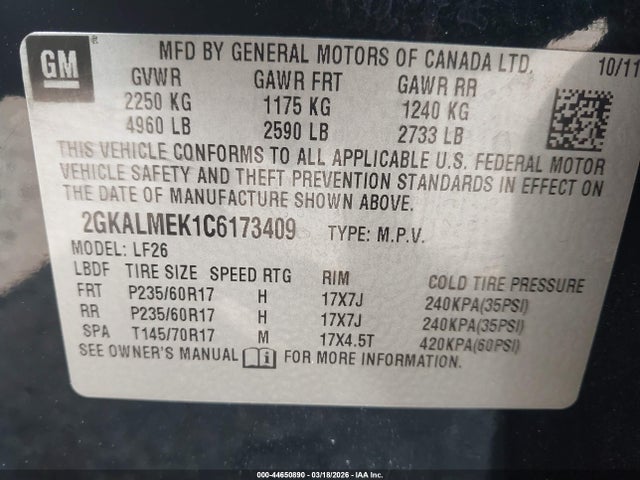 GM
MFD BY GENERAL MOTORS OF CANADA LTD. 10/11
GVWR GAWR FRT GAWR RR
2250 KG 1175 KG 1240 KG
4960 LB 2590 LB 2733 LB
THIS VEHICLE CONFORMS TO ALL APPLICABLE U.S. FEDERAL MOTOR
VEHICLE SAFETY AND THEFT PREVENTION STANDARDS IN EFFECT ON
THE DATE OF MANUFACTURE SHOWN ABOVE.
2GKALMEK1C6173409 TYPE: M.P.V.
MODEL: LF26
LBDF TIRE SIZE SPEED RTG RIM COLD TIRE PRESSURE
FRT P235/60R17 H 17X7J 240KPA(35PSI)
RR P235/60R17 H 17X7J 240KPA(35PSI)
SPA T145/70R17 M 17X4.5T 420KPA(60PSI)
SEE OWNER'S MANUAL FOR MORE INFORMATION.
000-44650890 - 03/18/2026 - IAA Inc.